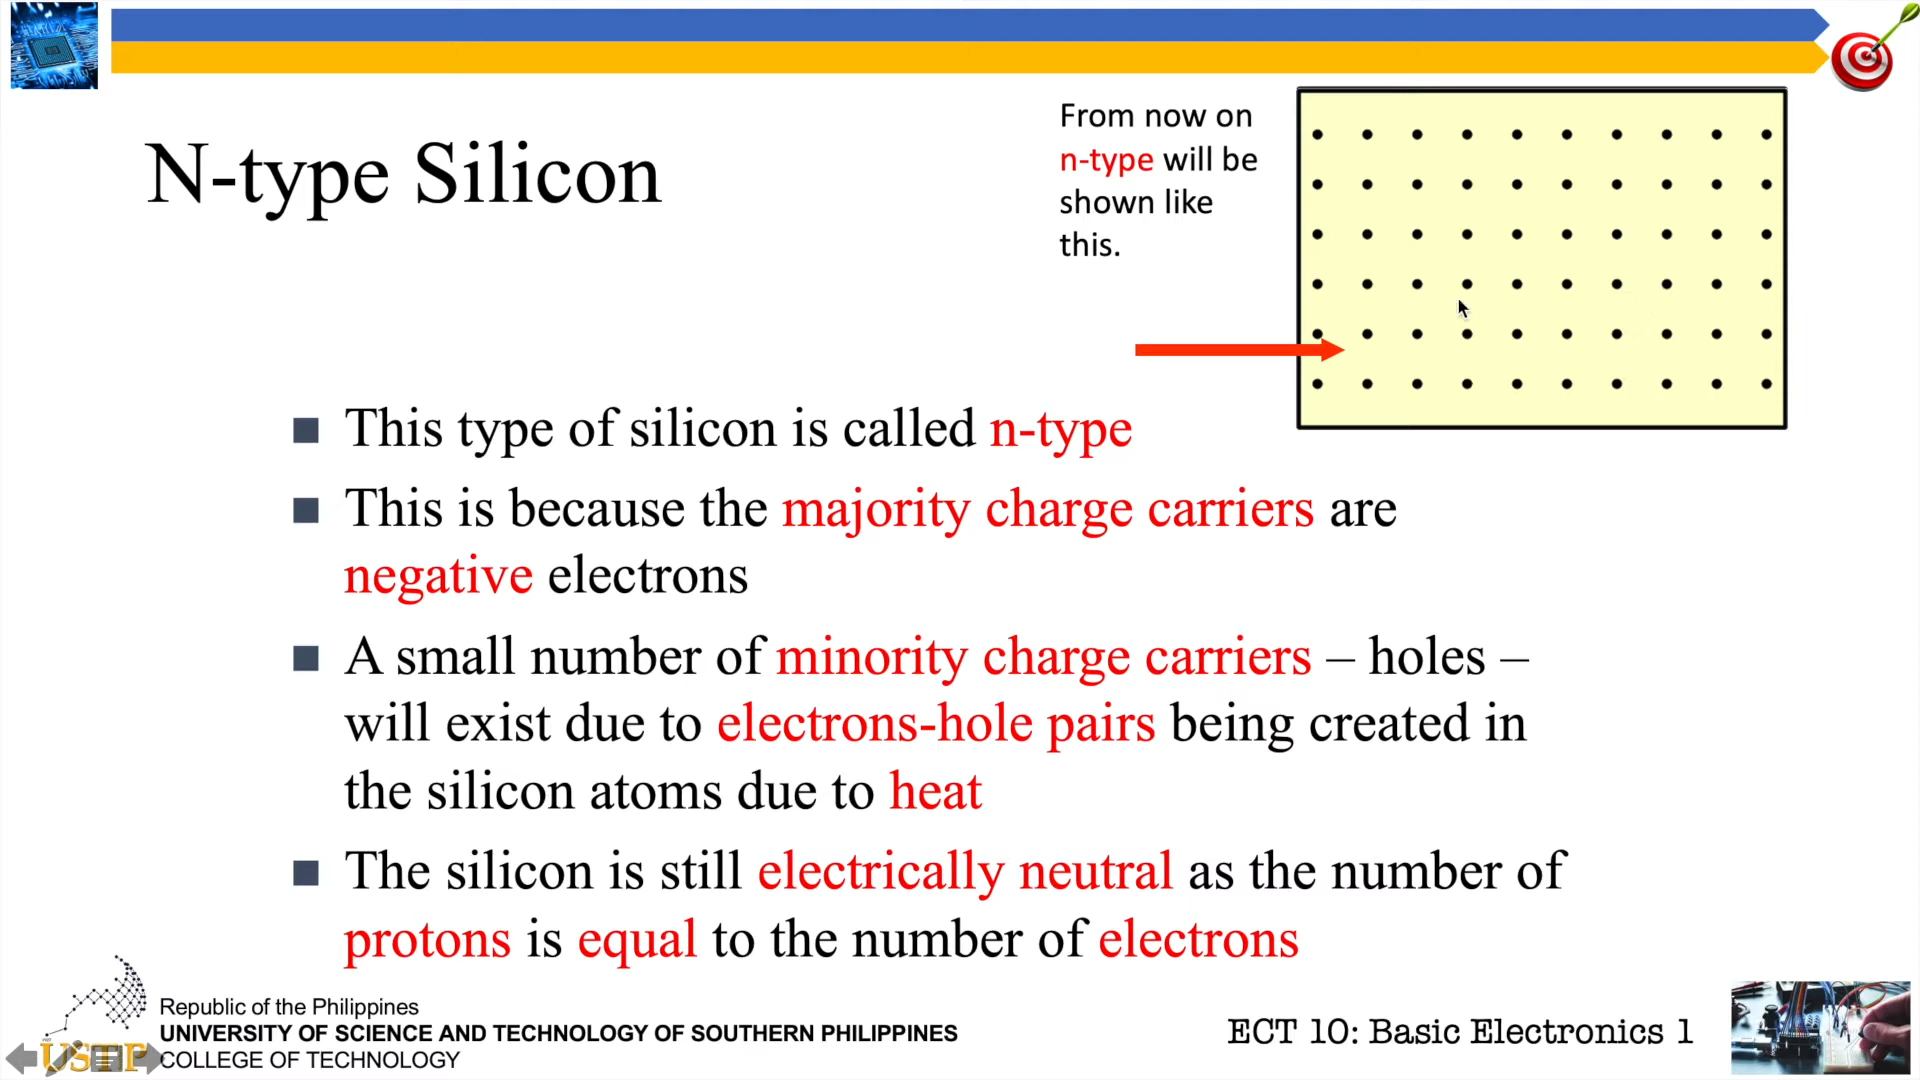 N-type Silicon
From now on
n-type will be
shown like
this.
This type of silicon is called n-type
This is because the majority charge carriers are
negative electrons
A small number of minority charge carriers – holes –
will exist due to electrons-hole pairs being created in
the silicon atoms due to heat
The silicon is still electrically neutral as the number of
protons is equal to the number of electrons
Republic of the Philippines
UNIVERSITY OF SCIENCE AND TECHNOLOGY OF SOUTHERN PHILIPPINES
COLLEGE OF TECHNOLOGY
USTP
ECT 10: Basic Electronics 1